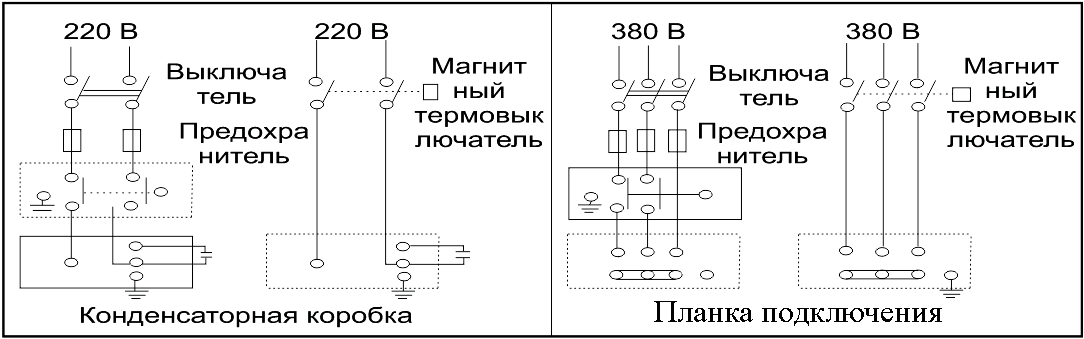 220 В
Выключа
тель
Предохра
нитель
220 В
Магнит
ный
термовык
лючатель
Конденсаторная коробка
380 В
Выключа
тель
Предохра
нитель
380 В
Магнит
ный
термовык
лючатель
Планка подключения